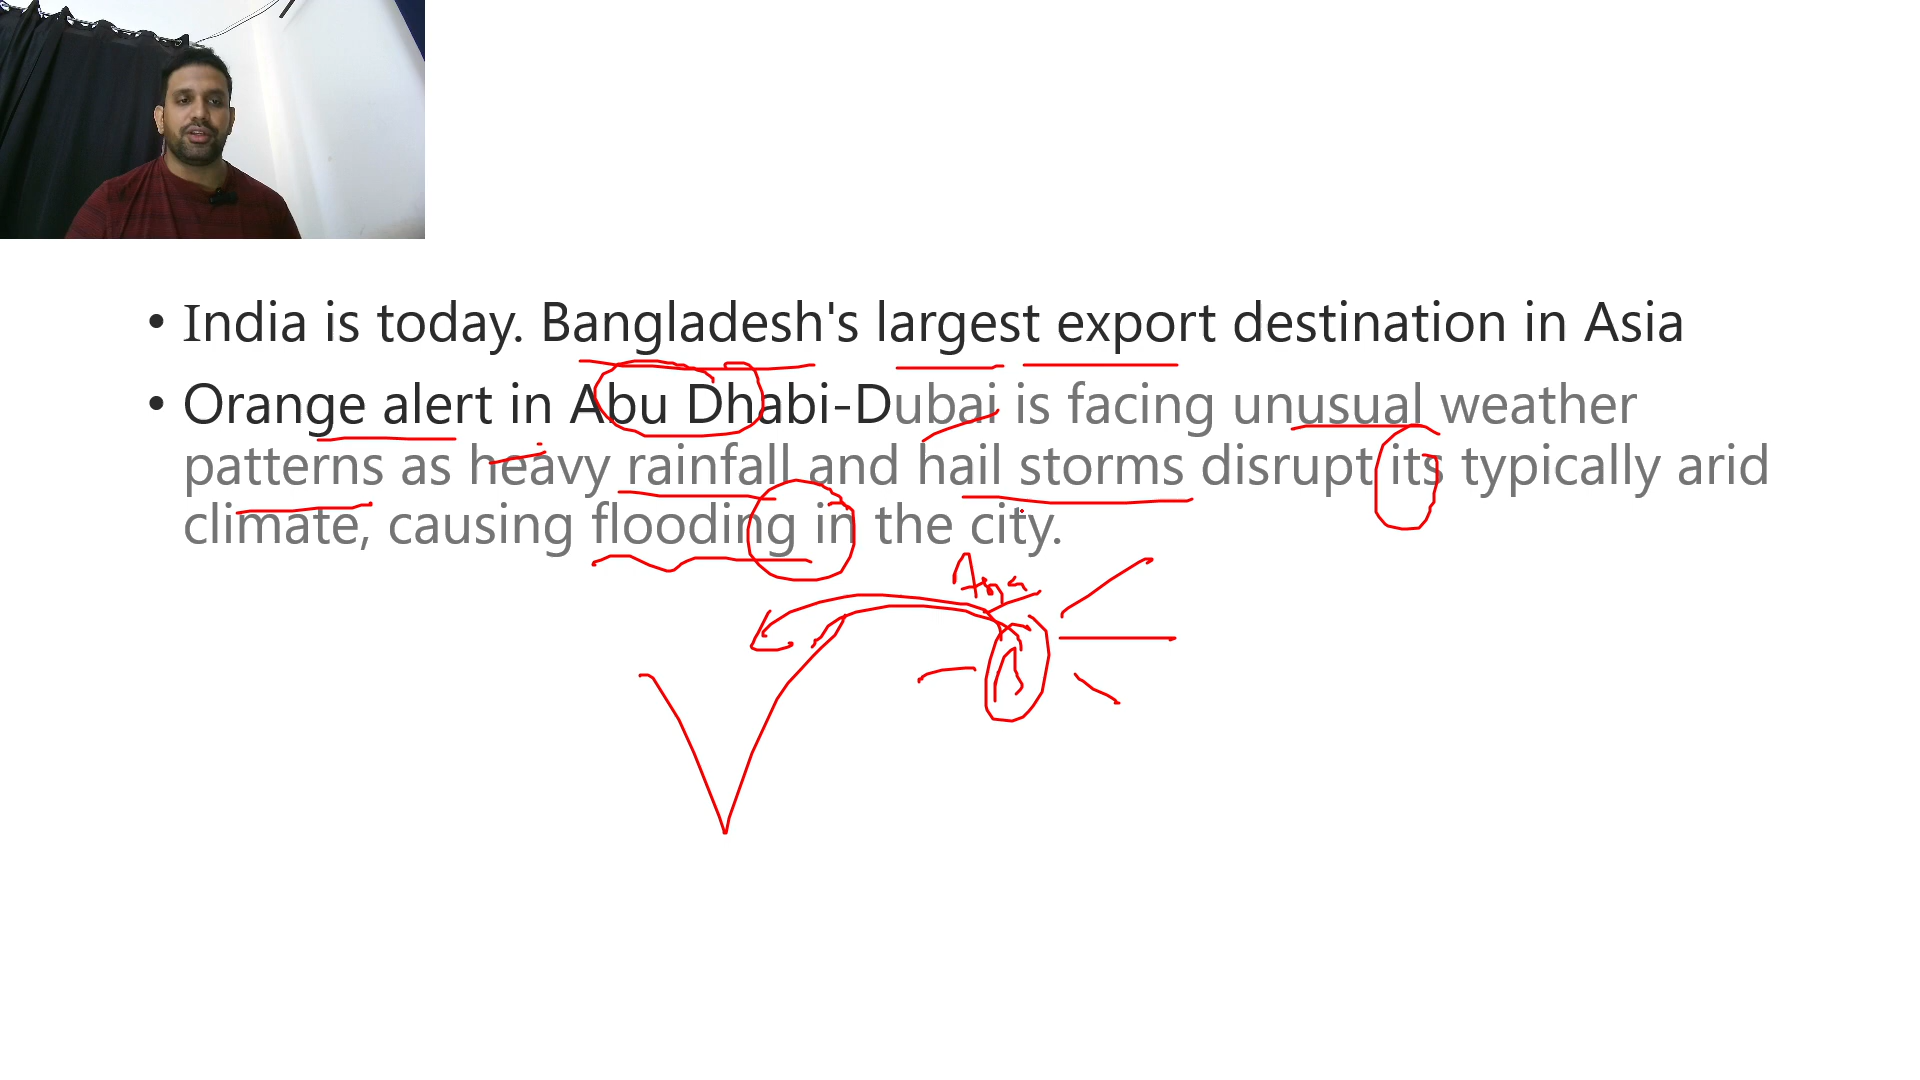 • India is today. Bangladesh's largest export destination in Asia
• Orange alert in Abu Dhabi-Dubai is facing unusual weather
patterns as heavy rainfall and hail storms disrupt its typically arid
climate, causing flooding in the city.
Asia